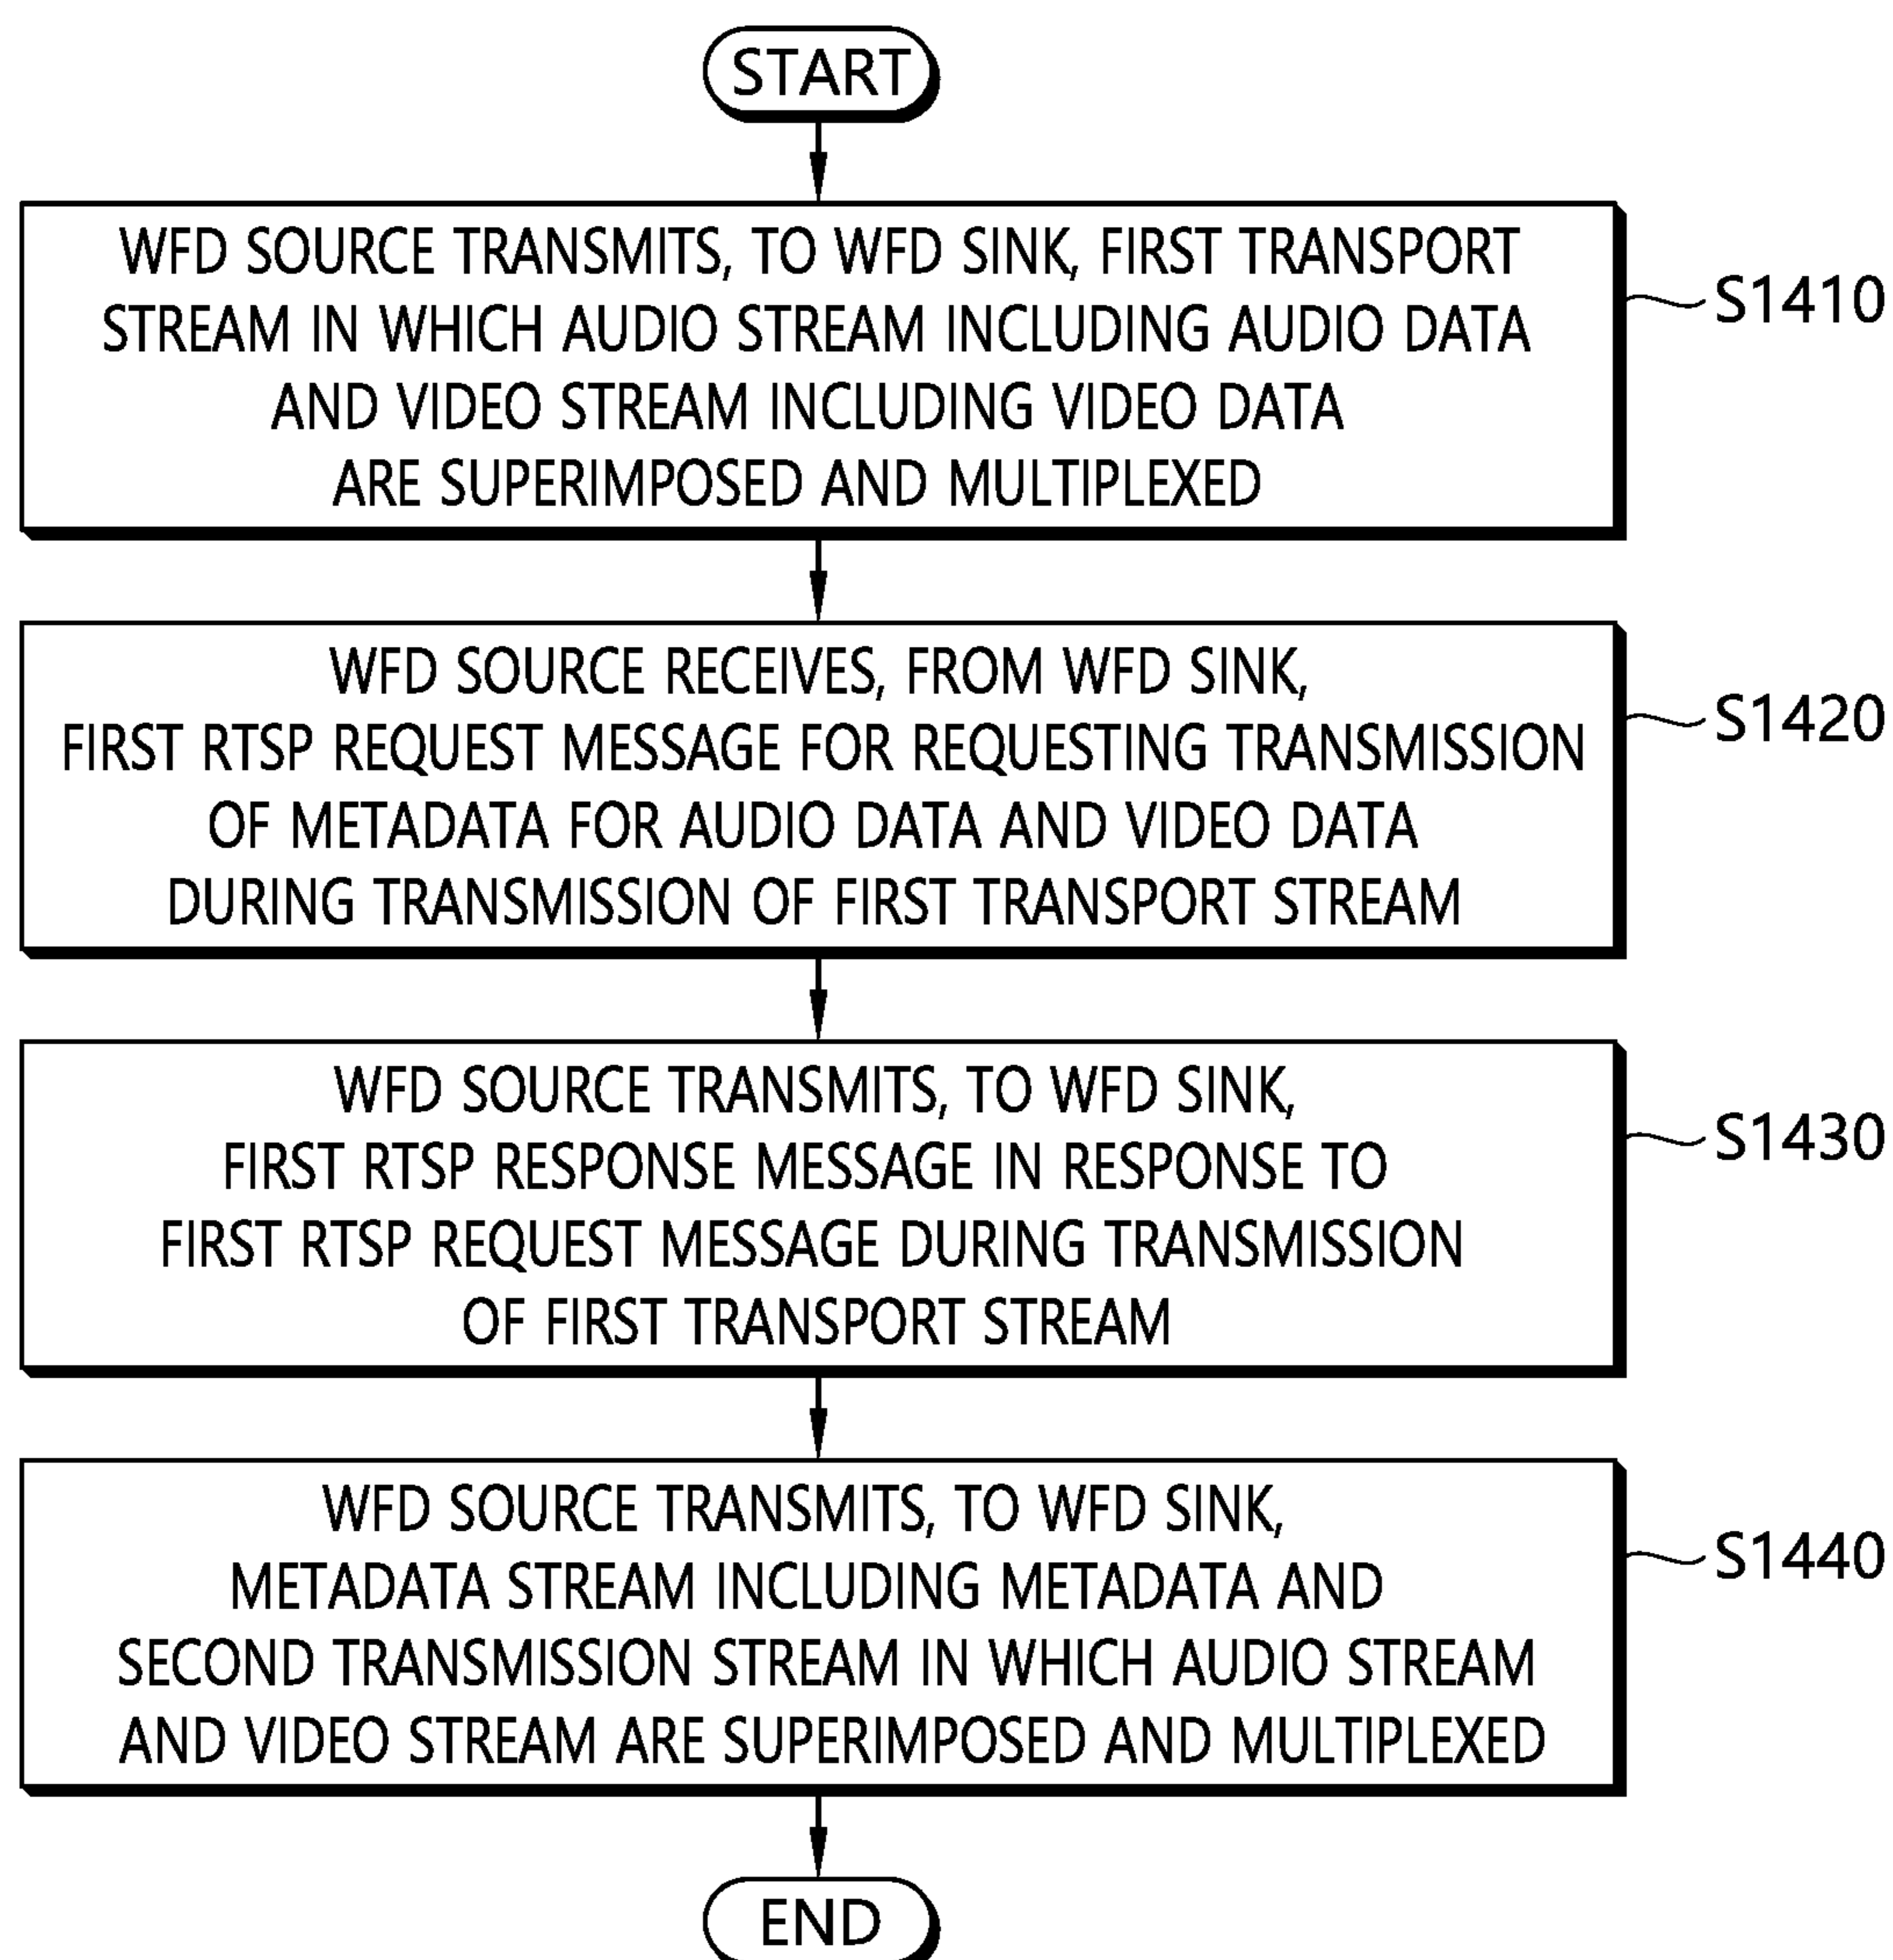 START
WFD SOURCE TRANSMITS, TO WFD SINK, FIRST TRANSPORT
STREAM IN WHICH AUDIO STREAM INCLUDING AUDIO DATA
AND VIDEO STREAM INCLUDING VIDEO DATA
ARE SUPERIMPOSED AND MULTIPLEXED
S1410
WFD SOURCE RECEIVES, FROM WFD SINK,
FIRST RTSP REQUEST MESSAGE FOR REQUESTING TRANSMISSION
OF METADATA FOR AUDIO DATA AND VIDEO DATA
DURING TRANSMISSION OF FIRST TRANSPORT STREAM
S1420
WFD SOURCE TRANSMITS, TO WFD SINK,
FIRST RTSP RESPONSE MESSAGE IN RESPONSE TO
FIRST RTSP REQUEST MESSAGE DURING TRANSMISSION
OF FIRST TRANSPORT STREAM
S1430
WFD SOURCE TRANSMITS, TO WFD SINK,
METADATA STREAM INCLUDING METADATA AND
SECOND TRANSMISSION STREAM IN WHICH AUDIO STREAM
AND VIDEO STREAM ARE SUPERIMPOSED AND MULTIPLEXED
S1440
END